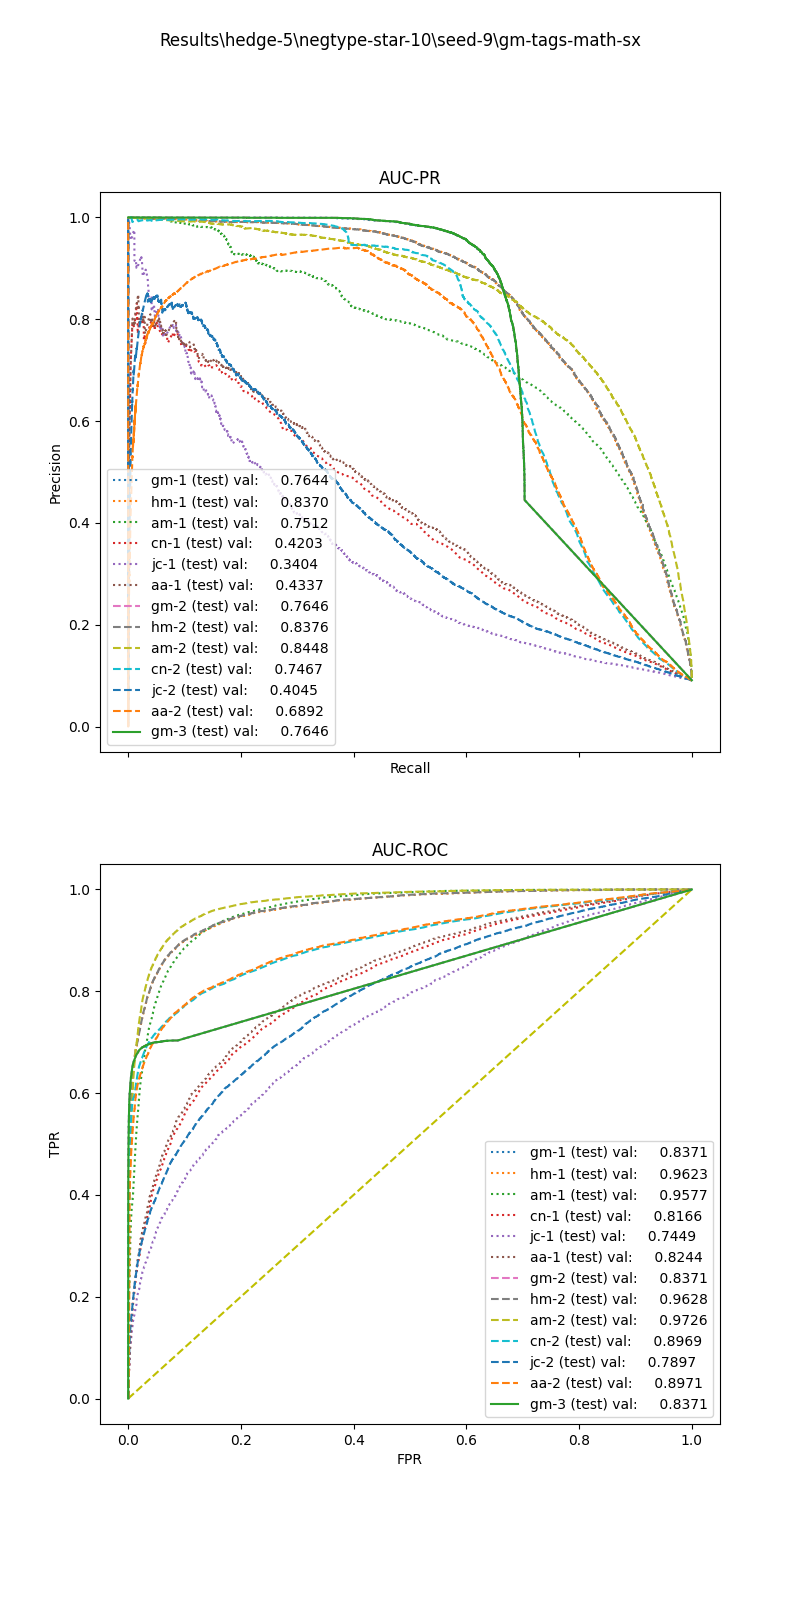 Results\hedge-5\negtype-star-10\seed-9\gm-tags-math-sx
AUC-PR
1.0
0.8
0.6
0.4
0.2
0.0
Precision
gm-1 (test) val: 0.7644
hm-1 (test) val: 0.8370
am-1 (test) val: 0.7512
cn-1 (test) val: 0.4203
jc-1 (test) val: 0.3404
aa-1 (test) val: 0.4337
gm-2 (test) val: 0.7646
hm-2 (test) val: 0.8376
am-2 (test) val: 0.8448
cn-2 (test) val: 0.7467
jc-2 (test) val: 0.4045
aa-2 (test) val: 0.6892
gm-3 (test) val: 0.7646
Recall
AUC-ROC
1.0
0.8
0.6
0.4
0.2
0.0
TPR
gm-1 (test) val: 0.8371
hm-1 (test) val: 0.9623
am-1 (test) val: 0.9577
cn-1 (test) val: 0.8166
jc-1 (test) val: 0.7449
aa-1 (test) val: 0.8244
gm-2 (test) val: 0.8371
hm-2 (test) val: 0.9628
am-2 (test) val: 0.9726
cn-2 (test) val: 0.8969
jc-2 (test) val: 0.7897
aa-2 (test) val: 0.8971
gm-3 (test) val: 0.8371
0.0 0.2 0.4 0.6 0.8 1.0
FPR